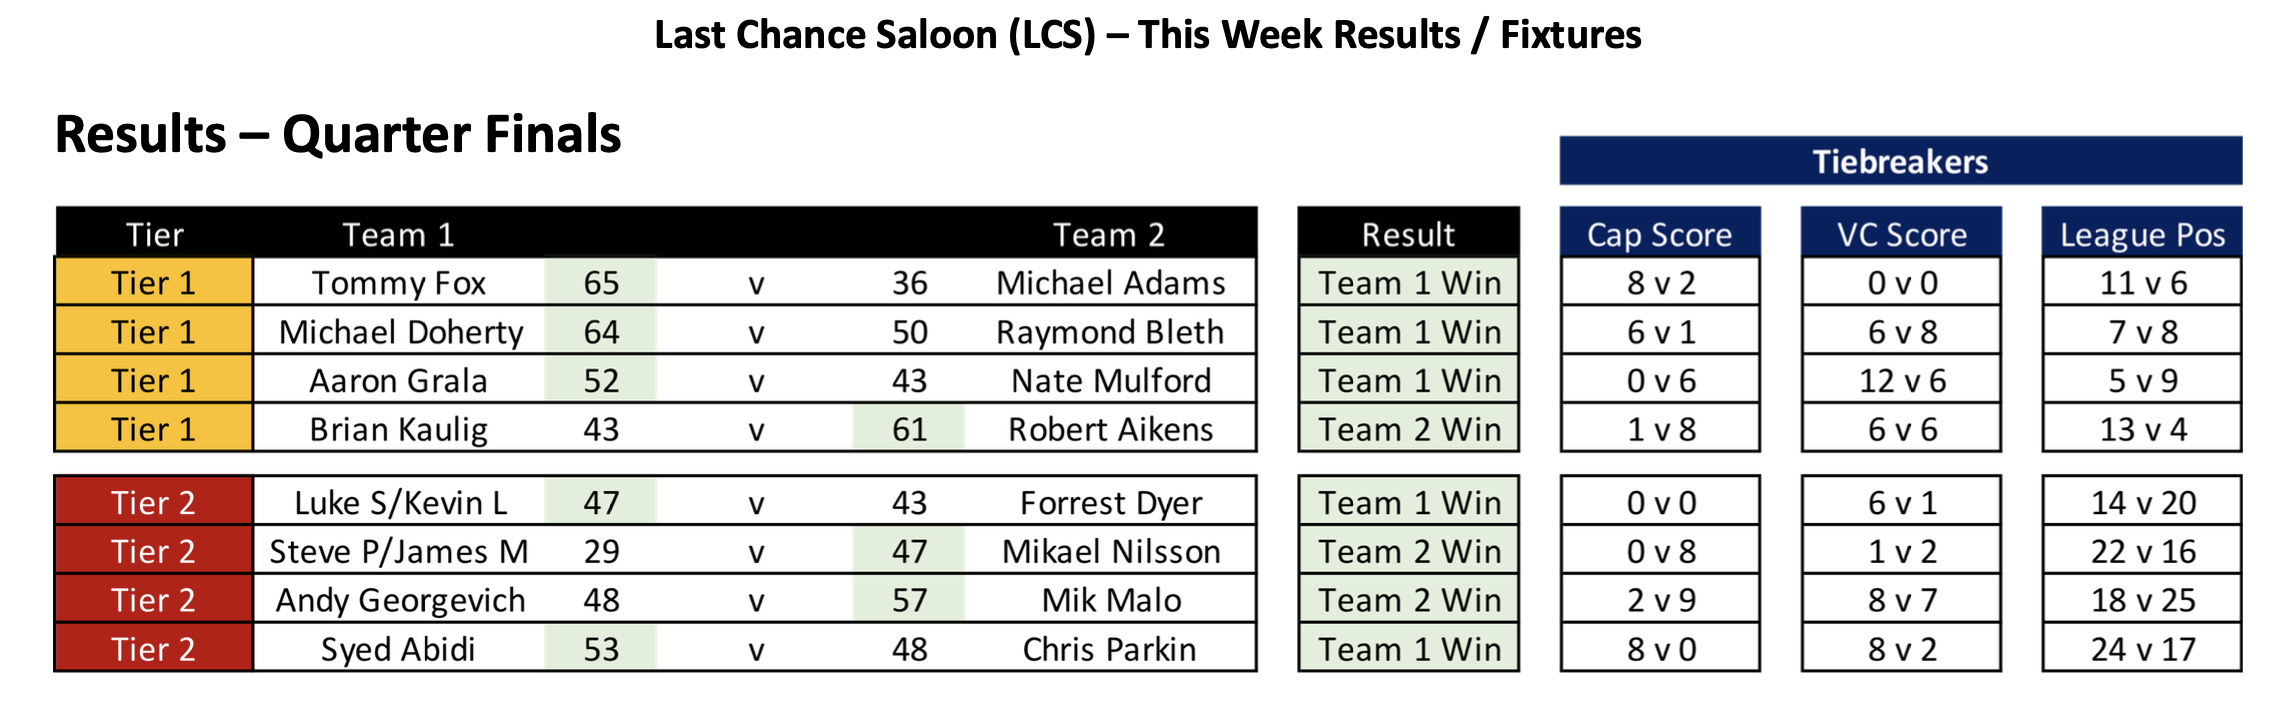 Last Chance Saloon (LCS) – This Week Results / Fixtures
Results – Quarter Finals
Tiebreakers
Tier Team 1 Team 2 Result Cap Score VC Score League Pos
Tier 1 Tommy Fox 65 v 36 Michael Adams Team 1 Win 8 v 2 0 v 0 11 v 6
Tier 1 Michael Doherty 64 v 50 Raymond Bleth Team 1 Win 6 v 1 6 v 8 7 v 8
Tier 1 Aaron Grala 52 v 43 Nate Mulford Team 1 Win 0 v 6 12 v 6 5 v 9
Tier 1 Brian Kaulig 43 v 61 Robert Aikens Team 2 Win 1 v 8 6 v 6 13 v 4
Tier 2 Luke S/Kevin L 47 v 43 Forrest Dyer Team 1 Win 0 v 0 6 v 1 14 v 20
Tier 2 Steve P/James M 29 v 47 Mikael Nilsson Team 2 Win 0 v 8 1 v 2 22 v 16
Tier 2 Andy Georgevich 48 v 57 Mik Malo Team 2 Win 2 v 9 8 v 7 18 v 25
Tier 2 Syed Abidi 53 v 48 Chris Parkin Team 1 Win 8 v 0 8 v 2 24 v 17